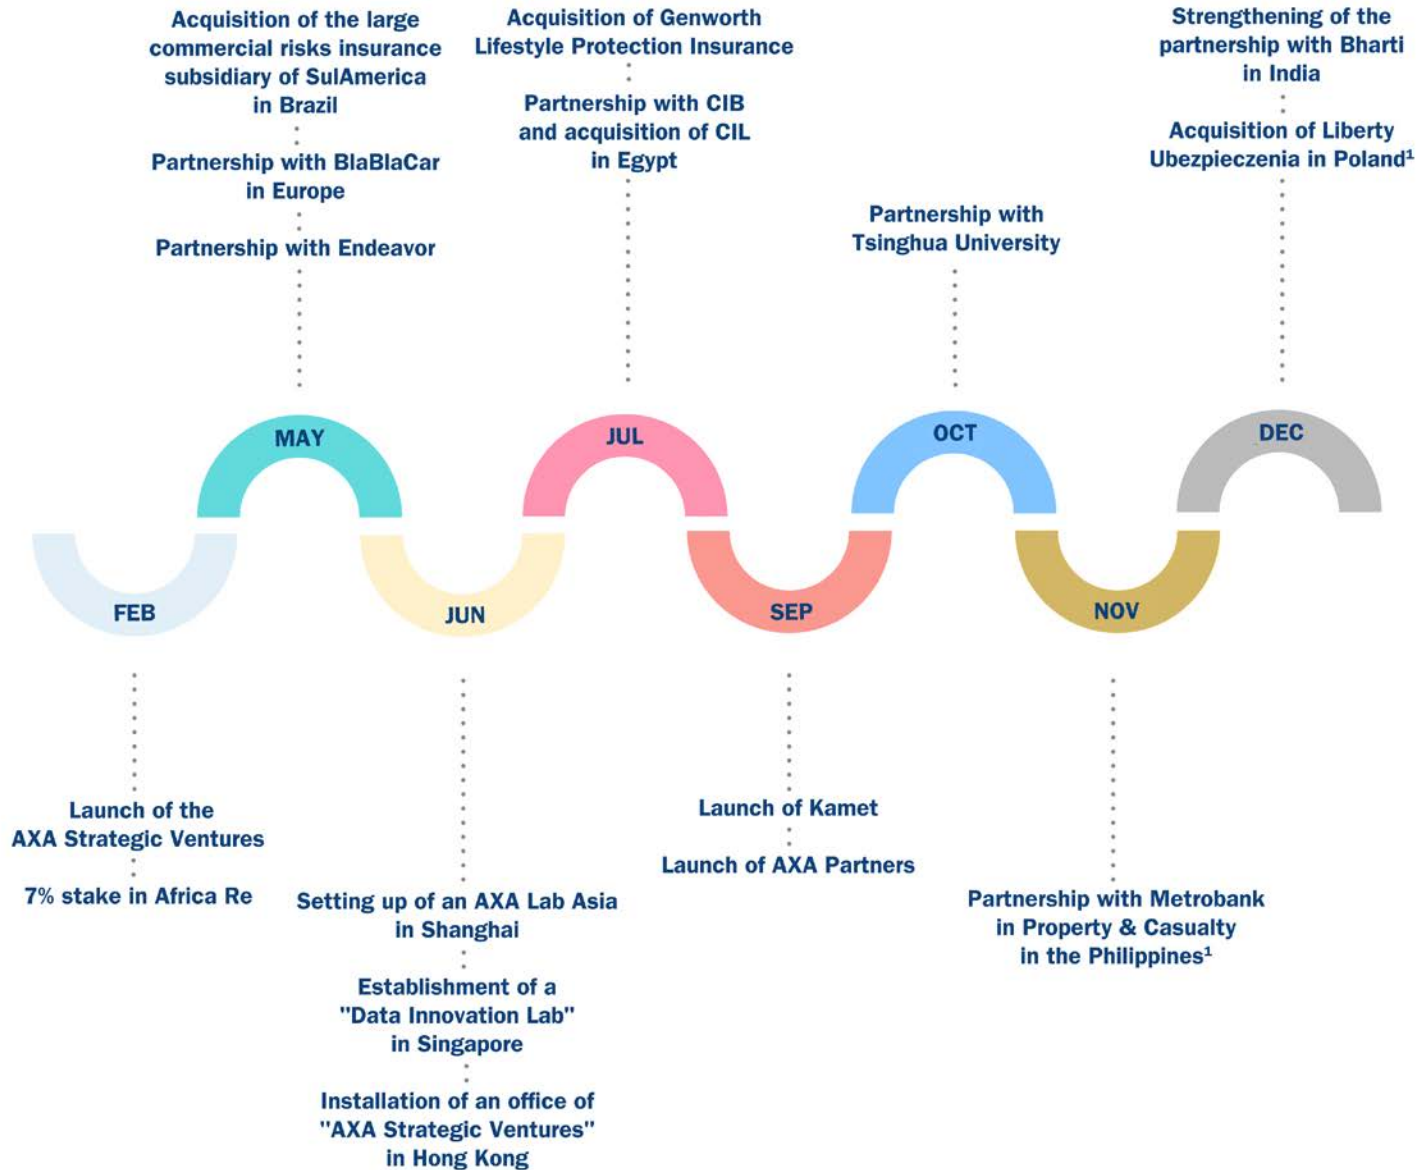 Acquisition of the large
commercial risks insurance
subsidiary of SulAmerica
in Brazil
Partnership with BlaBlaCar
in Europe
Partnership with Endeavor
Acquisition of Genworth
Lifestyle Protection Insurance
Partnership with CIB
and acquisition of CIL
in Egypt
Partnership with
Tsinghua University
Strengthening of the
partnership with Bharti
in India
Acquisition of Liberty
Ubezpieczenia in Poland¹
MAY
JUL
OCT
DEC
FEB
JUN
SEP
NOV
Launch of the
AXA Strategic Ventures
7% stake in Africa Re
Setting up of an AXA Lab Asia
in Shanghai
Establishment of a
"Data Innovation Lab"
in Singapore
Installation of an office of
"AXA Strategic Ventures"
in Hong Kong
Launch of Kamet
Launch of AXA Partners
Partnership with Metrobank
in Property & Casualty
in the Philippines¹